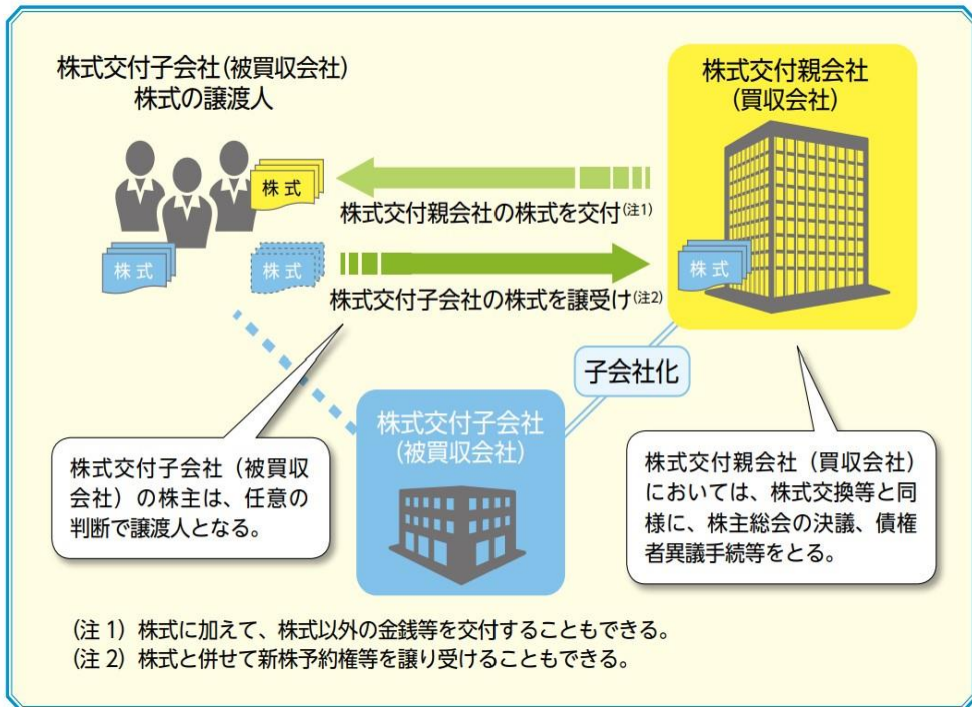 株式交付子会社(被買収会社)
株式の譲渡人
株式交付親会社
(買収会社)
株式
株式交付親会社の株式を交付(注1)
株式
株式
株式
株式交付子会社の株式を譲受け(注2)
子会社化
株式交付子会社
(被買収会社)
株式交付子会社(被買収
会社)の株主は、任意の
判断で譲渡人となる。
株式交付親会社(買収会社)
においては、株式交換等と同
様に、株主総会の決議、債権
者異議手続等をとる。
(注 1) 株式に加えて、株式以外の金銭等を交付することもできる。
(注 2) 株式と併せて新株予約権等を譲り受けることもできる。